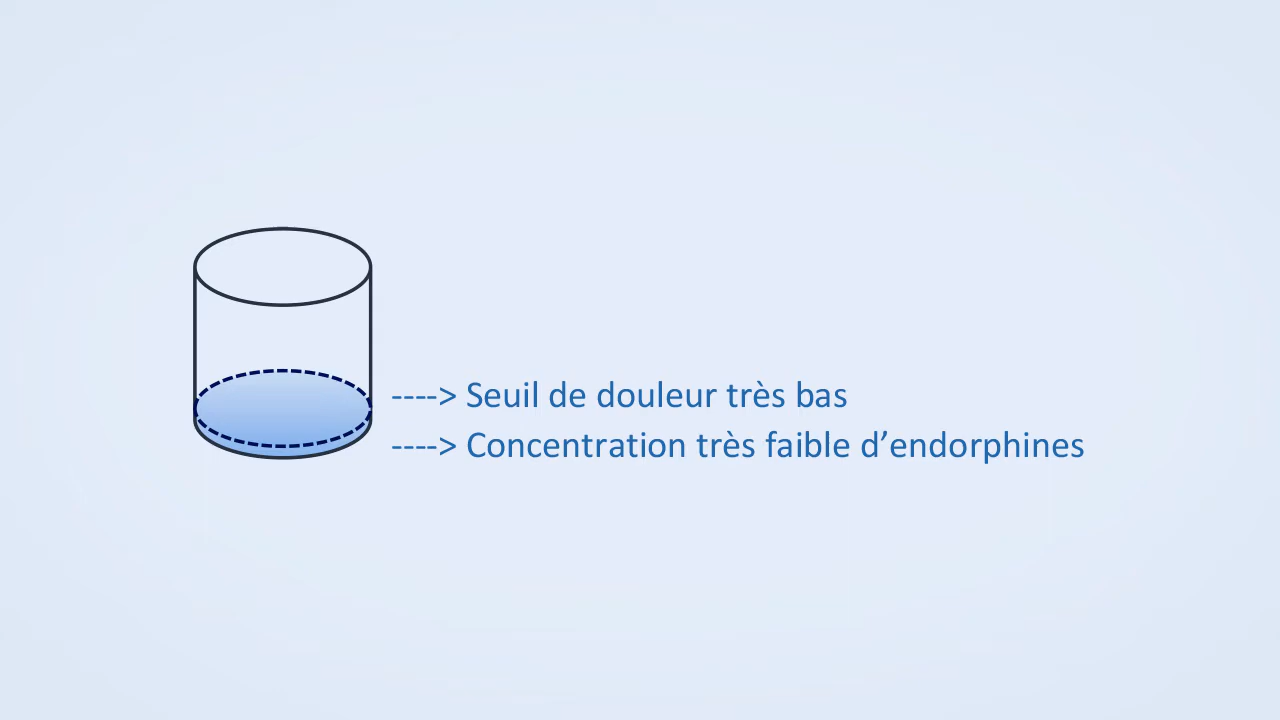 ----> Seuil de douleur très bas
----> Concentration très faible d’endorphines